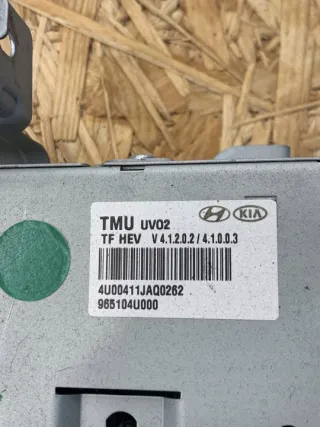 TMU UV02
KIA
TF HEV V 4.1.2.0.2 / 4.1.0.0.3
4U00411JAQ0262
965104U000